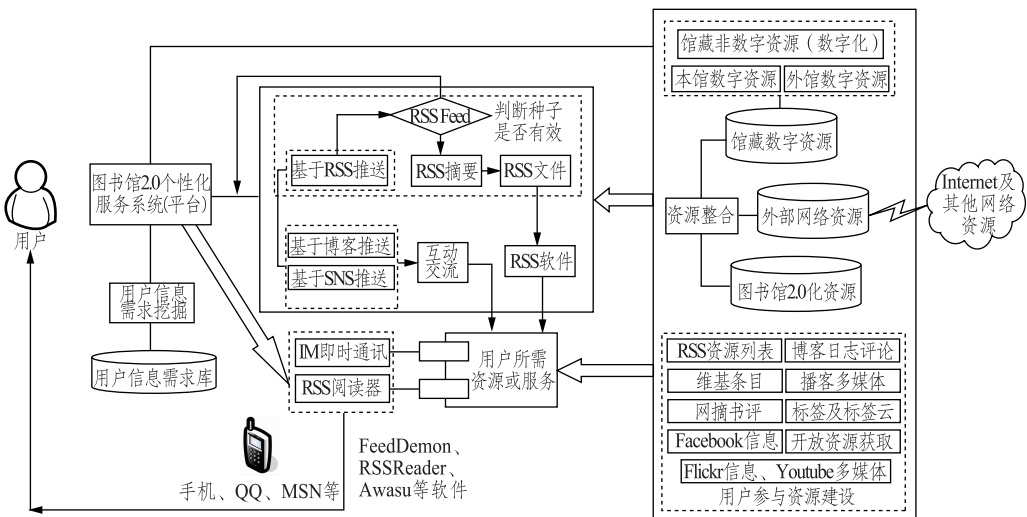 用户
图书馆2.0个性化
服务系统(平台)
用户信息
需求挖掘
用户信息需求库
RSS Feed
判断种子
是否有效
基于RSS推送
RSS摘要
RSS文件
基于博客推送
基于SNS推送
互动
交流
RSS软件
IM即时通讯
RSS阅读器
用户所需
资源或服务
手机、QQ、MSN等
FeedDemon、
RSSReader、
Awasu等软件
馆藏非数字资源（数字化）
本馆数字资源
外馆数字资源
馆藏数字资源
资源整合
外部网络资源
图书馆2.0化资源
Internet及
其他网络
资源
RSS资源列表
博客日志评论
维基条目
播客多媒体
网摘书评
标签及标签云
Facebook信息
开放资源获取
Flickr信息、Youtube多媒体
用户参与资源建设